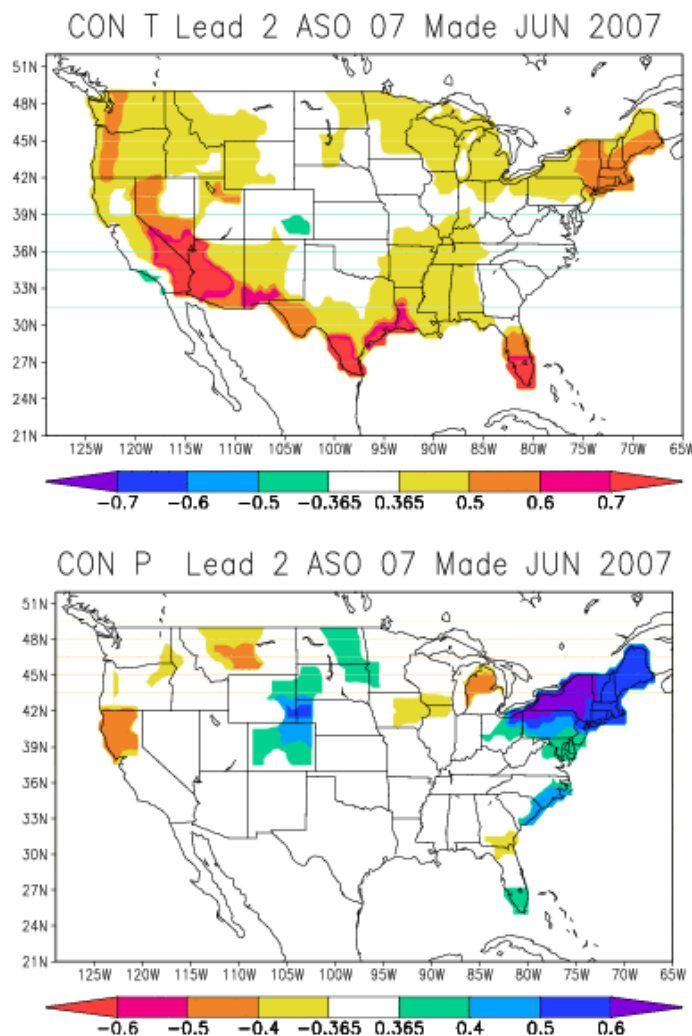 CON T Lead 2 ASO 07 Made JUN 2007
51N
48N
45N
42N
39N
36N
33N
30N
27N
24N
21N
125W 120W 115W 110W 105W 100W 95W 90W 85W 80W 75W 70W 65W
-0.7 -0.6 -0.5 -0.365 0.365 0.5 0.6 0.7
CON P Lead 2 ASO 07 Made JUN 2007
51N
48N
45N
42N
39N
36N
33N
30N
27N
24N
21N
125W 120W 115W 110W 105W 100W 95W 90W 85W 80W 75W 70W 65W
-0.6 -0.5 -0.4 -0.365 0.365 0.4 0.5 0.6